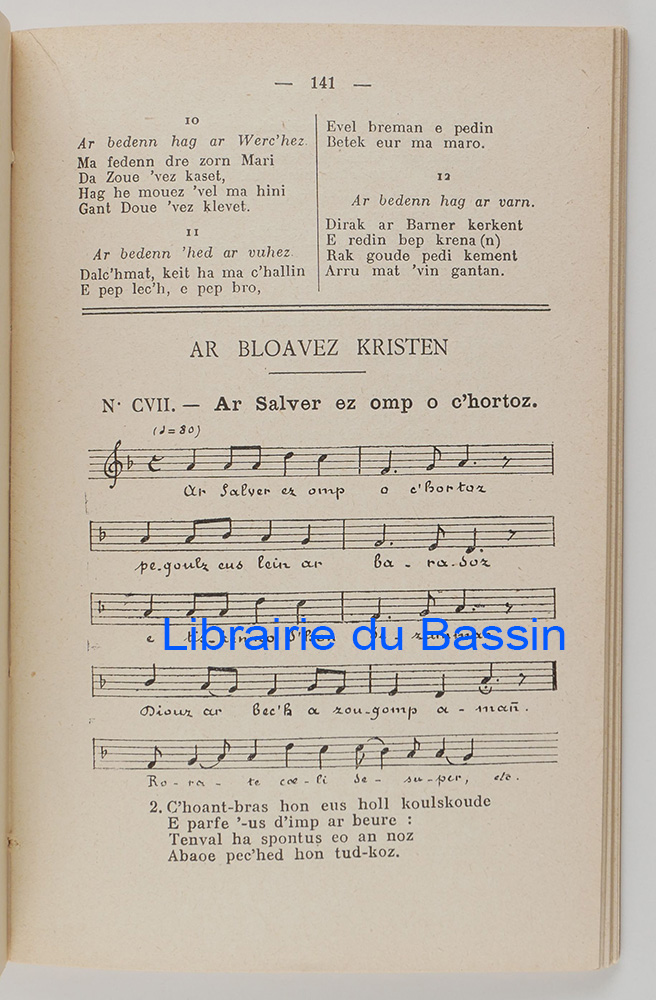 — 141 —
10
Ar bedenn hag ar Werc'hez.
Ma fedenn dre zorn Mari
Da Zoue 'vez kaset,
Hag he mouez 'vel ma hini
Gant Doue 'vez klevet.
11
Ar bedenn 'hed ar vuhez.
Dalc'hmat, keit ha ma c'hallin
E pep lec'h, e pep bro,
Evel breman e pedin
Betek eur ma maro.
12
Ar bedenn hag ar varn.
Dirak ar Barner kerkent
E redin bep krena (n)
Rak goude pedi kement
Arru mat 'vin gantan.
AR BLOAVEZ KRISTEN
N· CVII. — Ar Salver ez omp o c'hortoz.
(♩=80)
Ar Salver ez omp o c'hortoz
pe-goulz eus lein ar ba - ra-doz
e
Librairie du Bassin
Diouz ar bec'h a zou-gomp a - mañ.
Ro - ra - te cœ - li de - su - per, etc.
2. C'hoant-bras hon eus holl koulskoude
E parfe '-us d'imp ar beure :
Tenval ha spontus eo an noz
Abaoe pec'hed hon tud-koz.